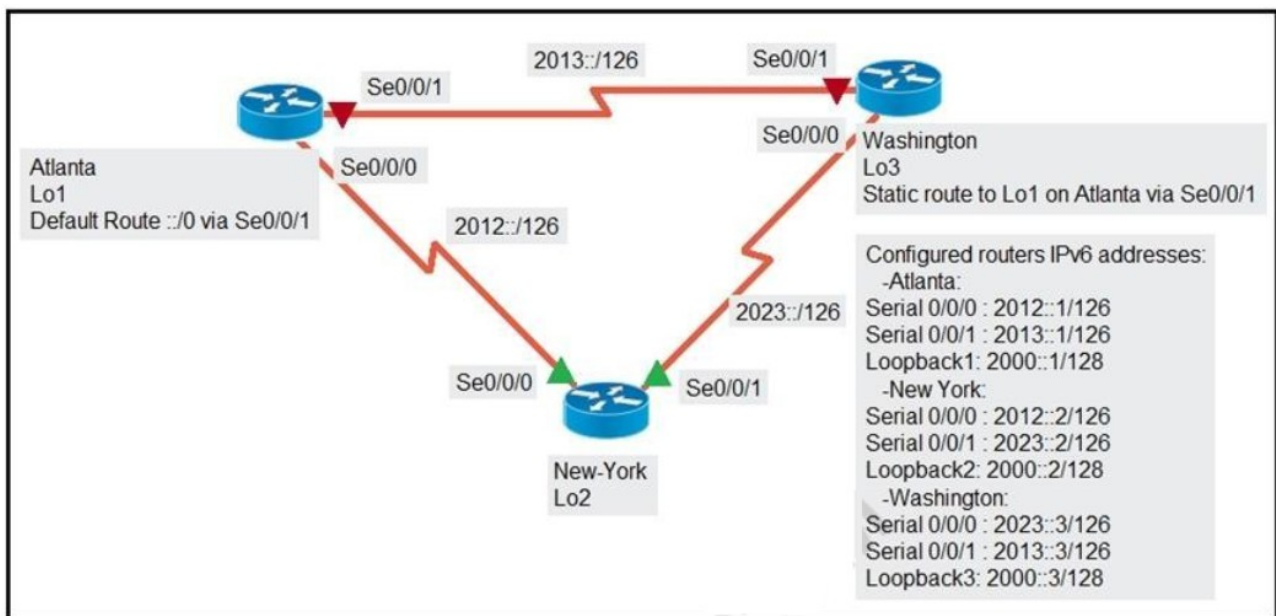 2013::/126
Se0/0/1
Se0/0/1
Se0/0/0
Washington
Lo3
Static route to Lo1 on Atlanta via Se0/0/1
Atlanta
Lo1
Default Route ::/0 via Se0/0/1
Se0/0/0
2012::/126
2023::/126
Se0/0/0
Se0/0/1
New-York
Lo2
Configured routers IPv6 addresses:
-Atlanta:
Serial 0/0/0 : 2012::1/126
Serial 0/0/1 : 2013::1/126
Loopback1: 2000::1/128
-New York:
Serial 0/0/0 : 2012::2/126
Serial 0/0/1 : 2023::2/126
Loopback2: 2000::2/128
-Washington:
Serial 0/0/0 : 2023::3/126
Serial 0/0/1 : 2013::3/126
Loopback3: 2000::3/128